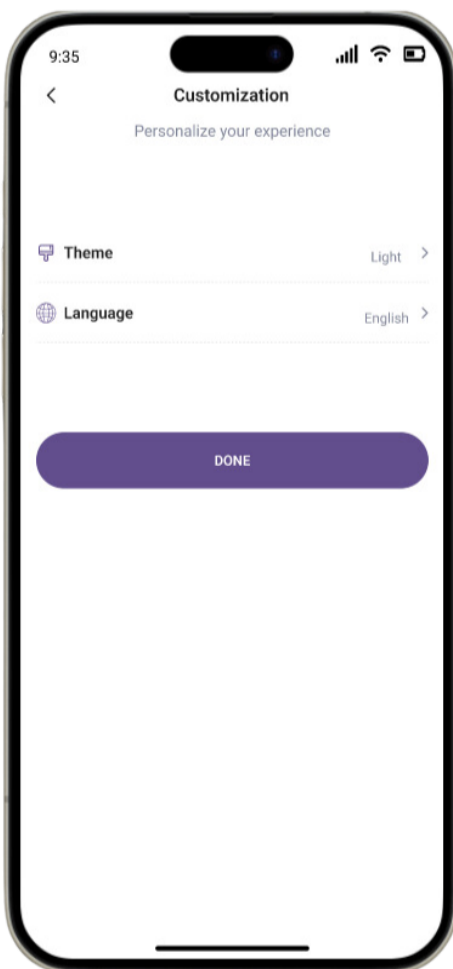 9:35
Customization
Personalize your experience
Theme Light
Language English
DONE